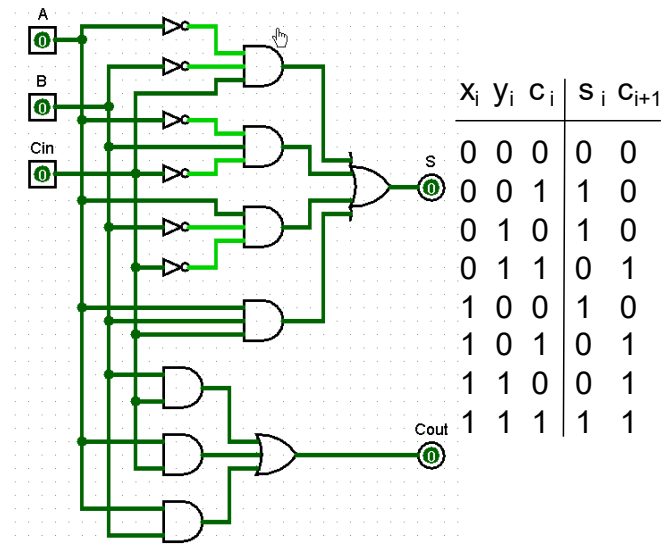 A
0
B
0
Cin
0
S
0
Cout
0
xᵢ yᵢ cᵢ sᵢ cᵢ₊₁
0 0 0 0 0
0 0 1 1 0
0 1 0 1 0
0 1 1 0 1
1 0 0 1 0
1 0 1 0 1
1 1 0 0 1
1 1 1 1 1